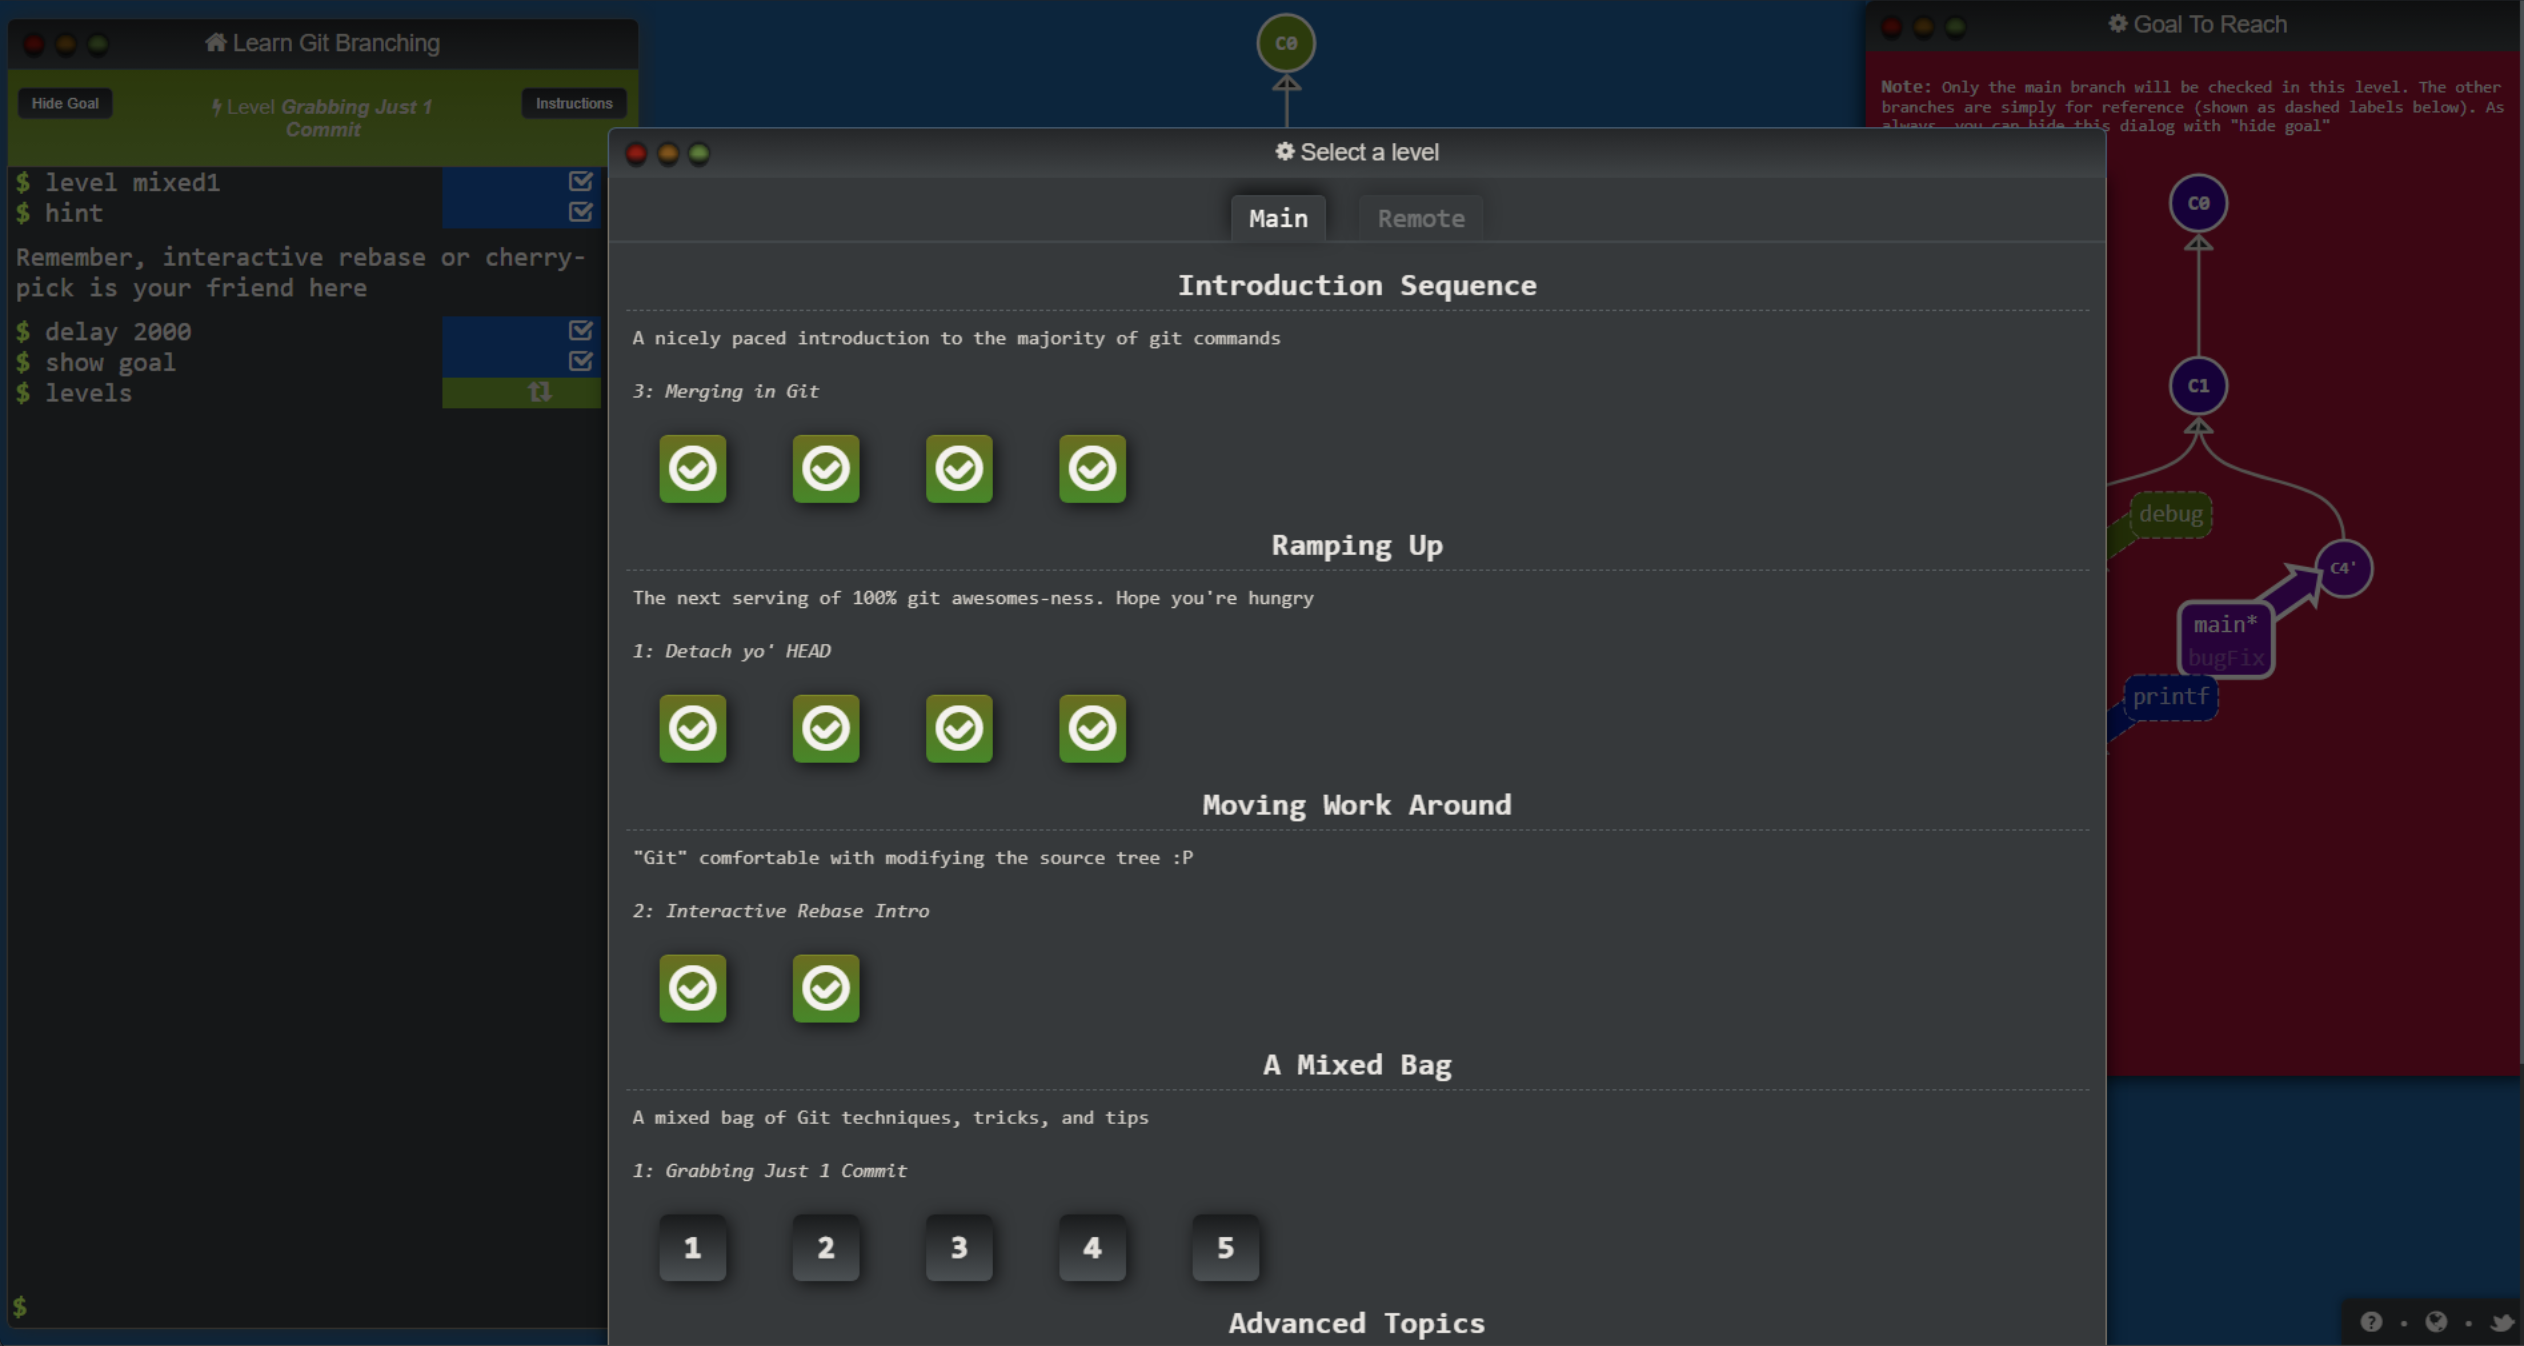 Learn Git Branching
Hide Goal
Level Grabbing Just 1
Commit
Instructions
$ level mixed1
$ hint
Remember, interactive rebase or cherry-
pick is your friend here
$ delay 2000
$ show goal
$ levels
$
C0
Select a level
Main
Remote
Introduction Sequence
A nicely paced introduction to the majority of git commands
3: Merging in Git
Ramping Up
The next serving of 100% git awesomes-ness. Hope you're hungry
1: Detach yo' HEAD
Moving Work Around
"Git" comfortable with modifying the source tree :P
2: Interactive Rebase Intro
A Mixed Bag
A mixed bag of Git techniques, tricks, and tips
1: Grabbing Just 1 Commit
1 2 3 4 5
Advanced Topics
Goal To Reach
Note: Only the main branch will be checked in this level. The other
branches are simply for reference (shown as dashed labels below). As
always, you can hide this dialog with "hide goal"
C0
C1
debug
C4'
main*
bugFix
printf